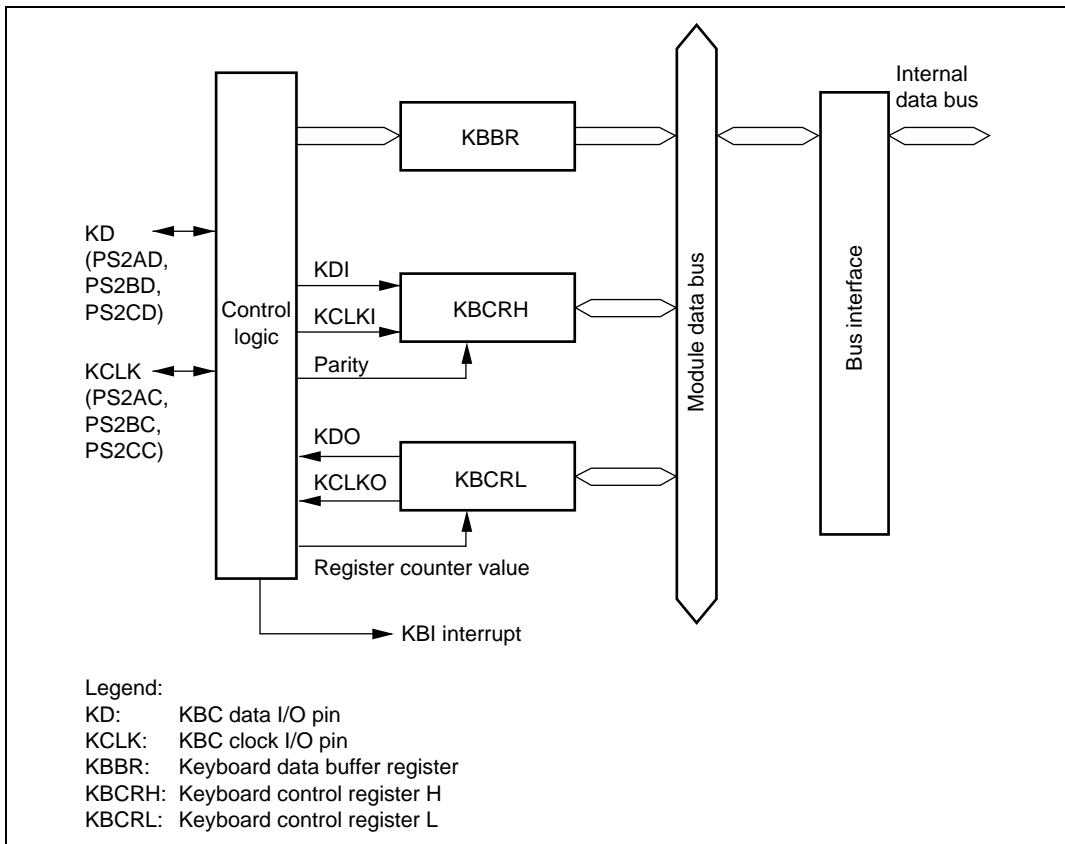 Internal
data bus
KBBR
KD
(PS2AD,
PS2BD,
PS2CD)
KCLK
(PS2AC,
PS2BC,
PS2CC)
Control
logic
KDI
KCLKI
Parity
KBCRH
KDO
KCLKO
KBCRL
Register counter value
KBI interrupt
Module data bus
Bus interface
Legend:
KD: KBC data I/O pin
KCLK: KBC clock I/O pin
KBBR: Keyboard data buffer register
KBCRH: Keyboard control register H
KBCRL: Keyboard control register L